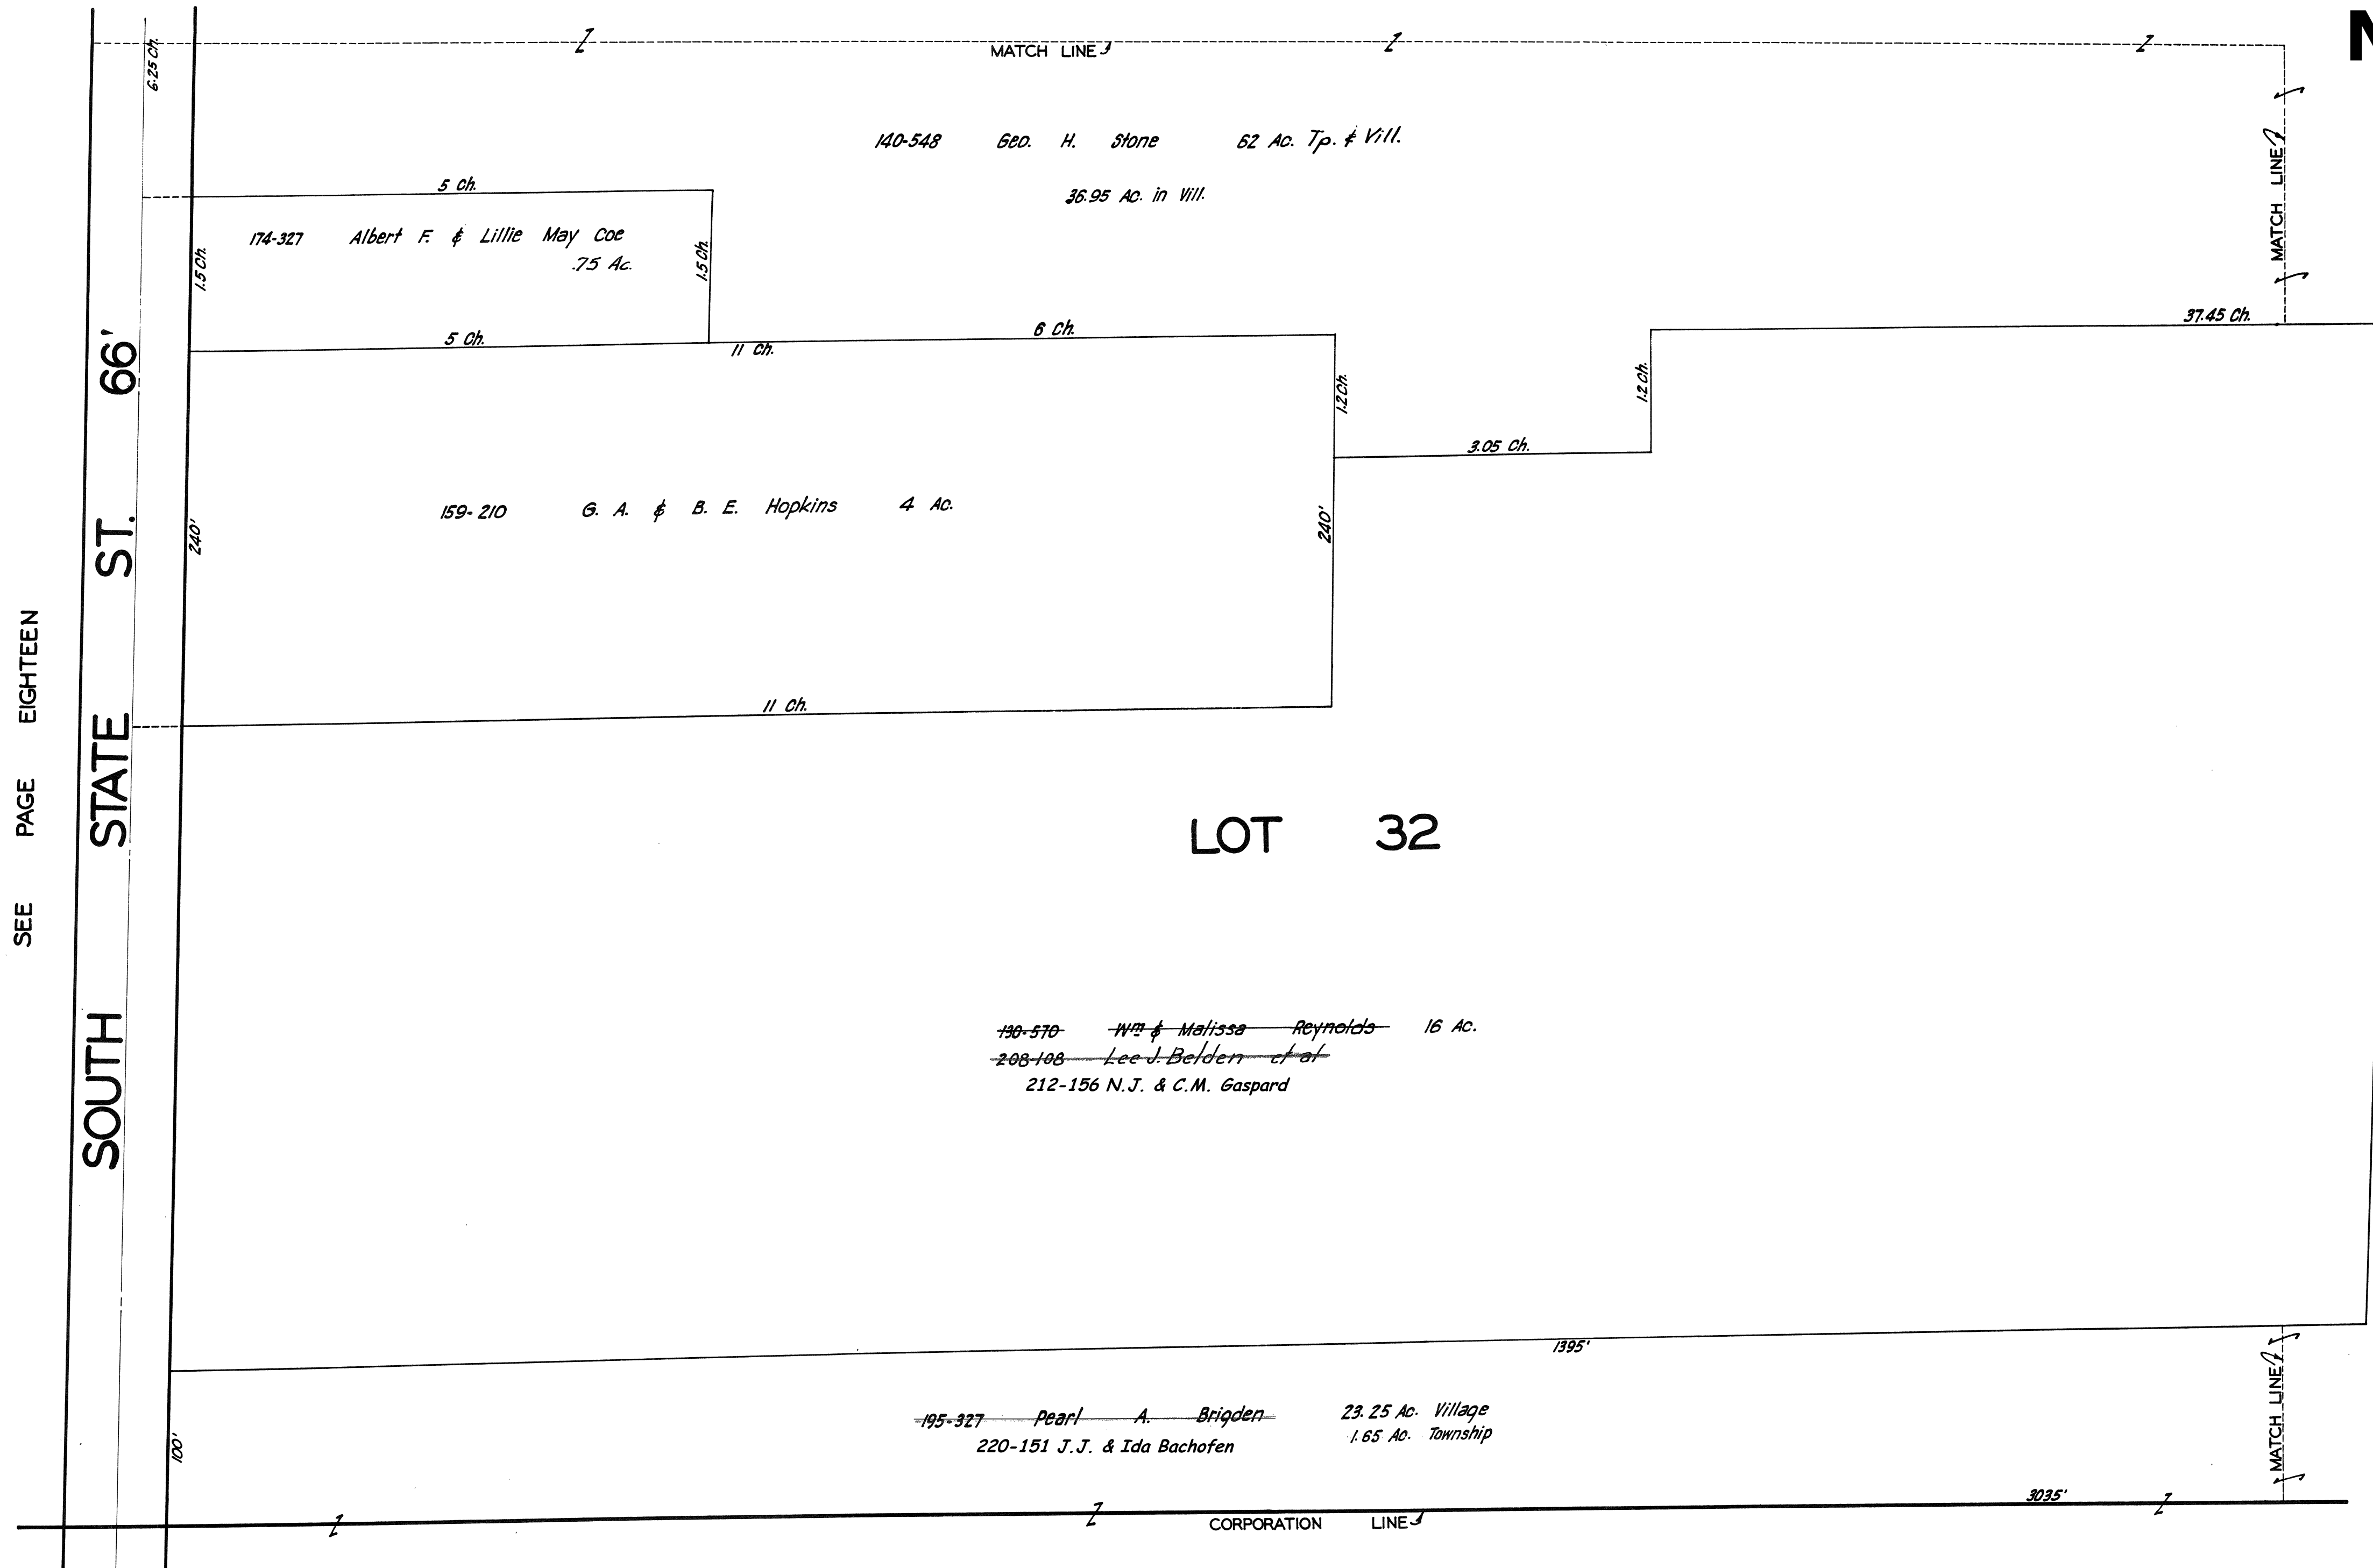 N
MATCH LINE
6.25 Ch.
140-548 Geo. H. Stone 62 Ac. Tp. & Vill.
36.95 Ac. in Vill.
MATCH LINE
5 Ch.
174-327 Albert F. & Lillie May Coe
.75 Ac.
1.5 Ch.
1.5 Ch.
5 Ch.
11 Ch.
6 Ch.
37.45 Ch.
1.2 Ch.
1.2 Ch.
3.05 Ch.
159-210 G. A. & B. E. Hopkins 4 Ac.
240'
240'
11 Ch.
SEE PAGE EIGHTEEN
SOUTH STATE ST. 66'
LOT 32
130-570 Wm & Malissa Reynolds 16 Ac.
208-108 Lee J. Belden et al
212-156 N.J. & C.M. Gaspard
1395'
195-327 Pearl A. Brigden 23.25 Ac. Village
1.65 Ac. Township
220-151 J.J. & Ida Bachofen
100'
MATCH LINE
3035'
CORPORATION LINE